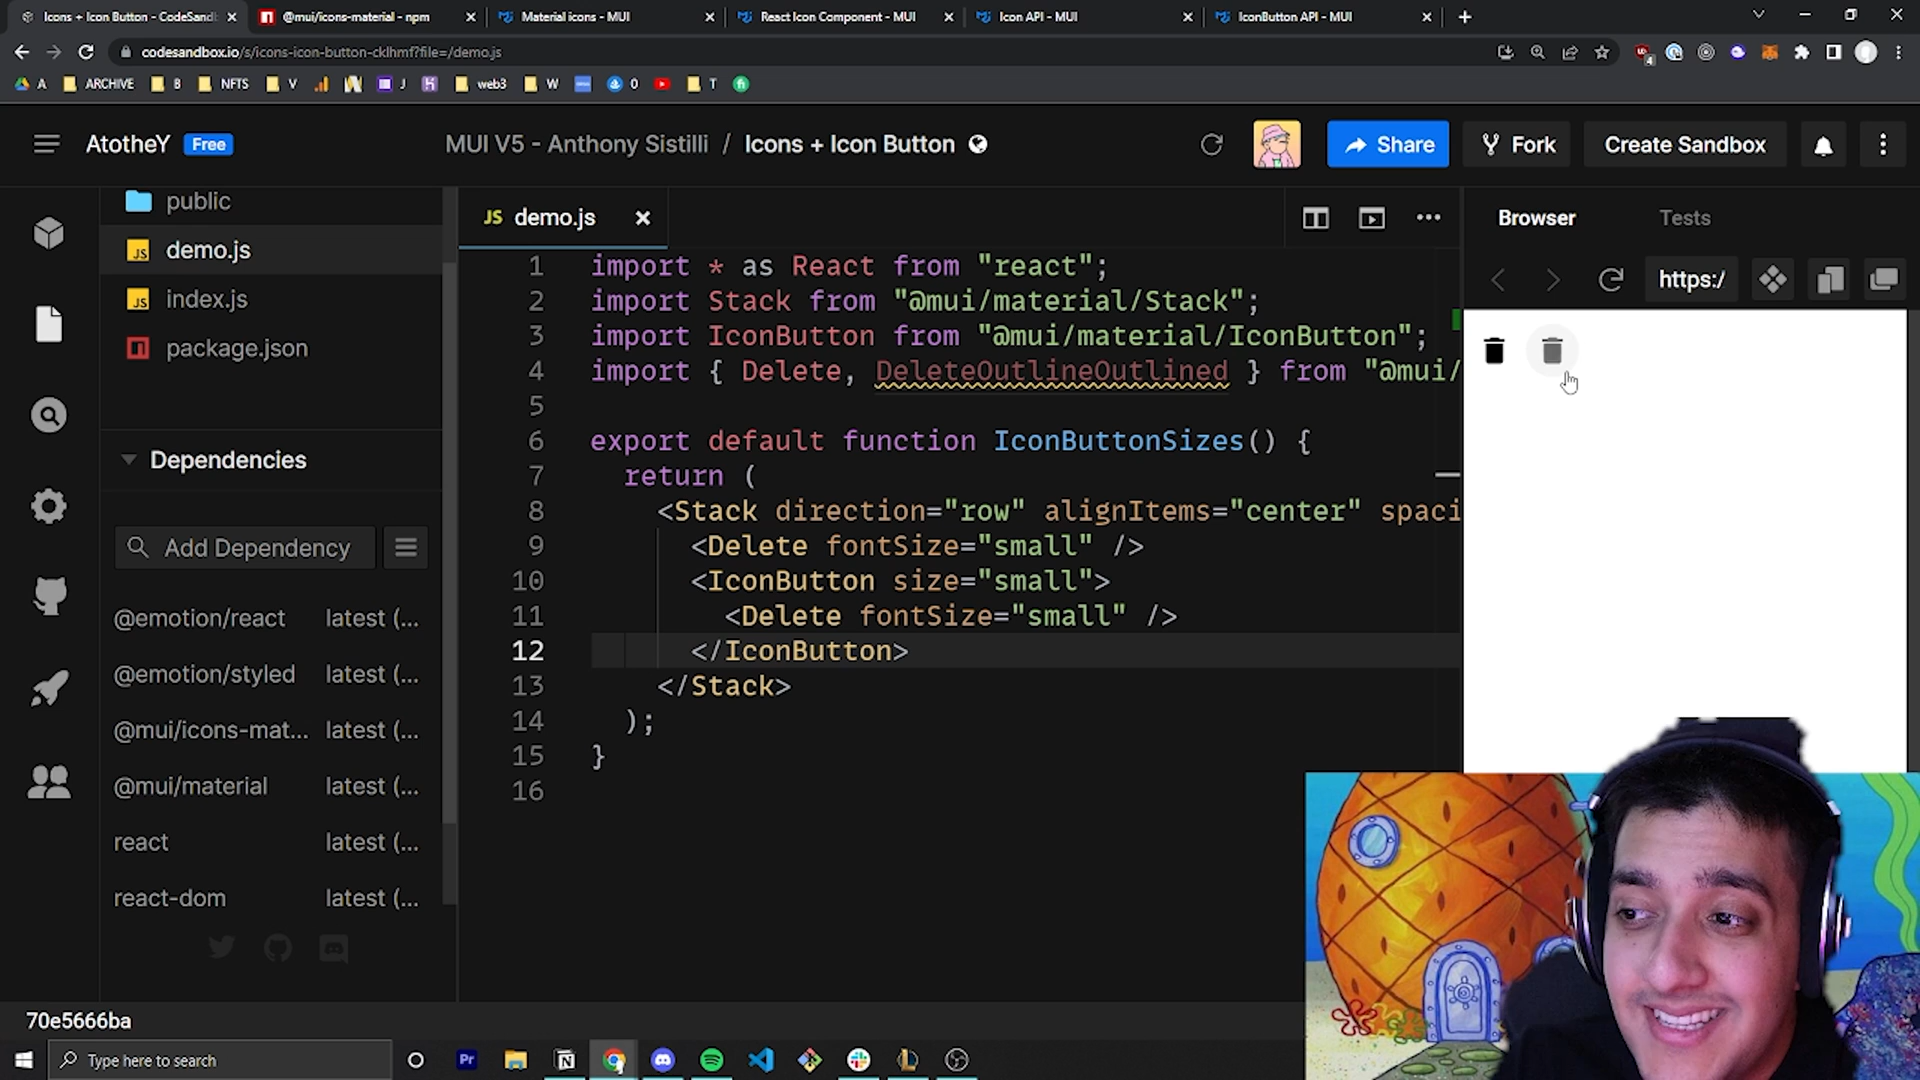 Icons + Icon Button - CodeSandb
@mui/icons-material - npm
Material icons - MUI
React Icon Component - MUI
Icon API - MUI
IconButton API - MUI
codesandbox.io/s/icons-icon-button-cklhmf?file=/demo.js
4
A
ARCHIVE
B
NFTS
V
J
web3
W
0
T
AtotheY
Free
MUI V5 - Anthony Sistilli / Icons + Icon Button
Share
Fork
Create Sandbox
public
JS demo.js
JS index.js
package.json
Dependencies
Add Dependency
@emotion/react latest (...
@emotion/styled latest (...
@mui/icons-mat... latest (...
@mui/material latest (...
react latest (...
react-dom latest (...
JS demo.js
1 import * as React from "react";
2 import Stack from "@mui/material/Stack";
3 import IconButton from "@mui/material/IconButton";
4 import { Delete, DeleteOutlineOutlined } from "@mui/
5
6 export default function IconButtonSizes() {
7 return (
8 <Stack direction="row" alignItems="center" spaci
9 <Delete fontSize="small" />
10 <IconButton size="small">
11 <Delete fontSize="small" />
12 </IconButton>
13 </Stack>
14 );
15 }
16
Browser
Tests
https:/
70e5666ba
Type here to search
Pr